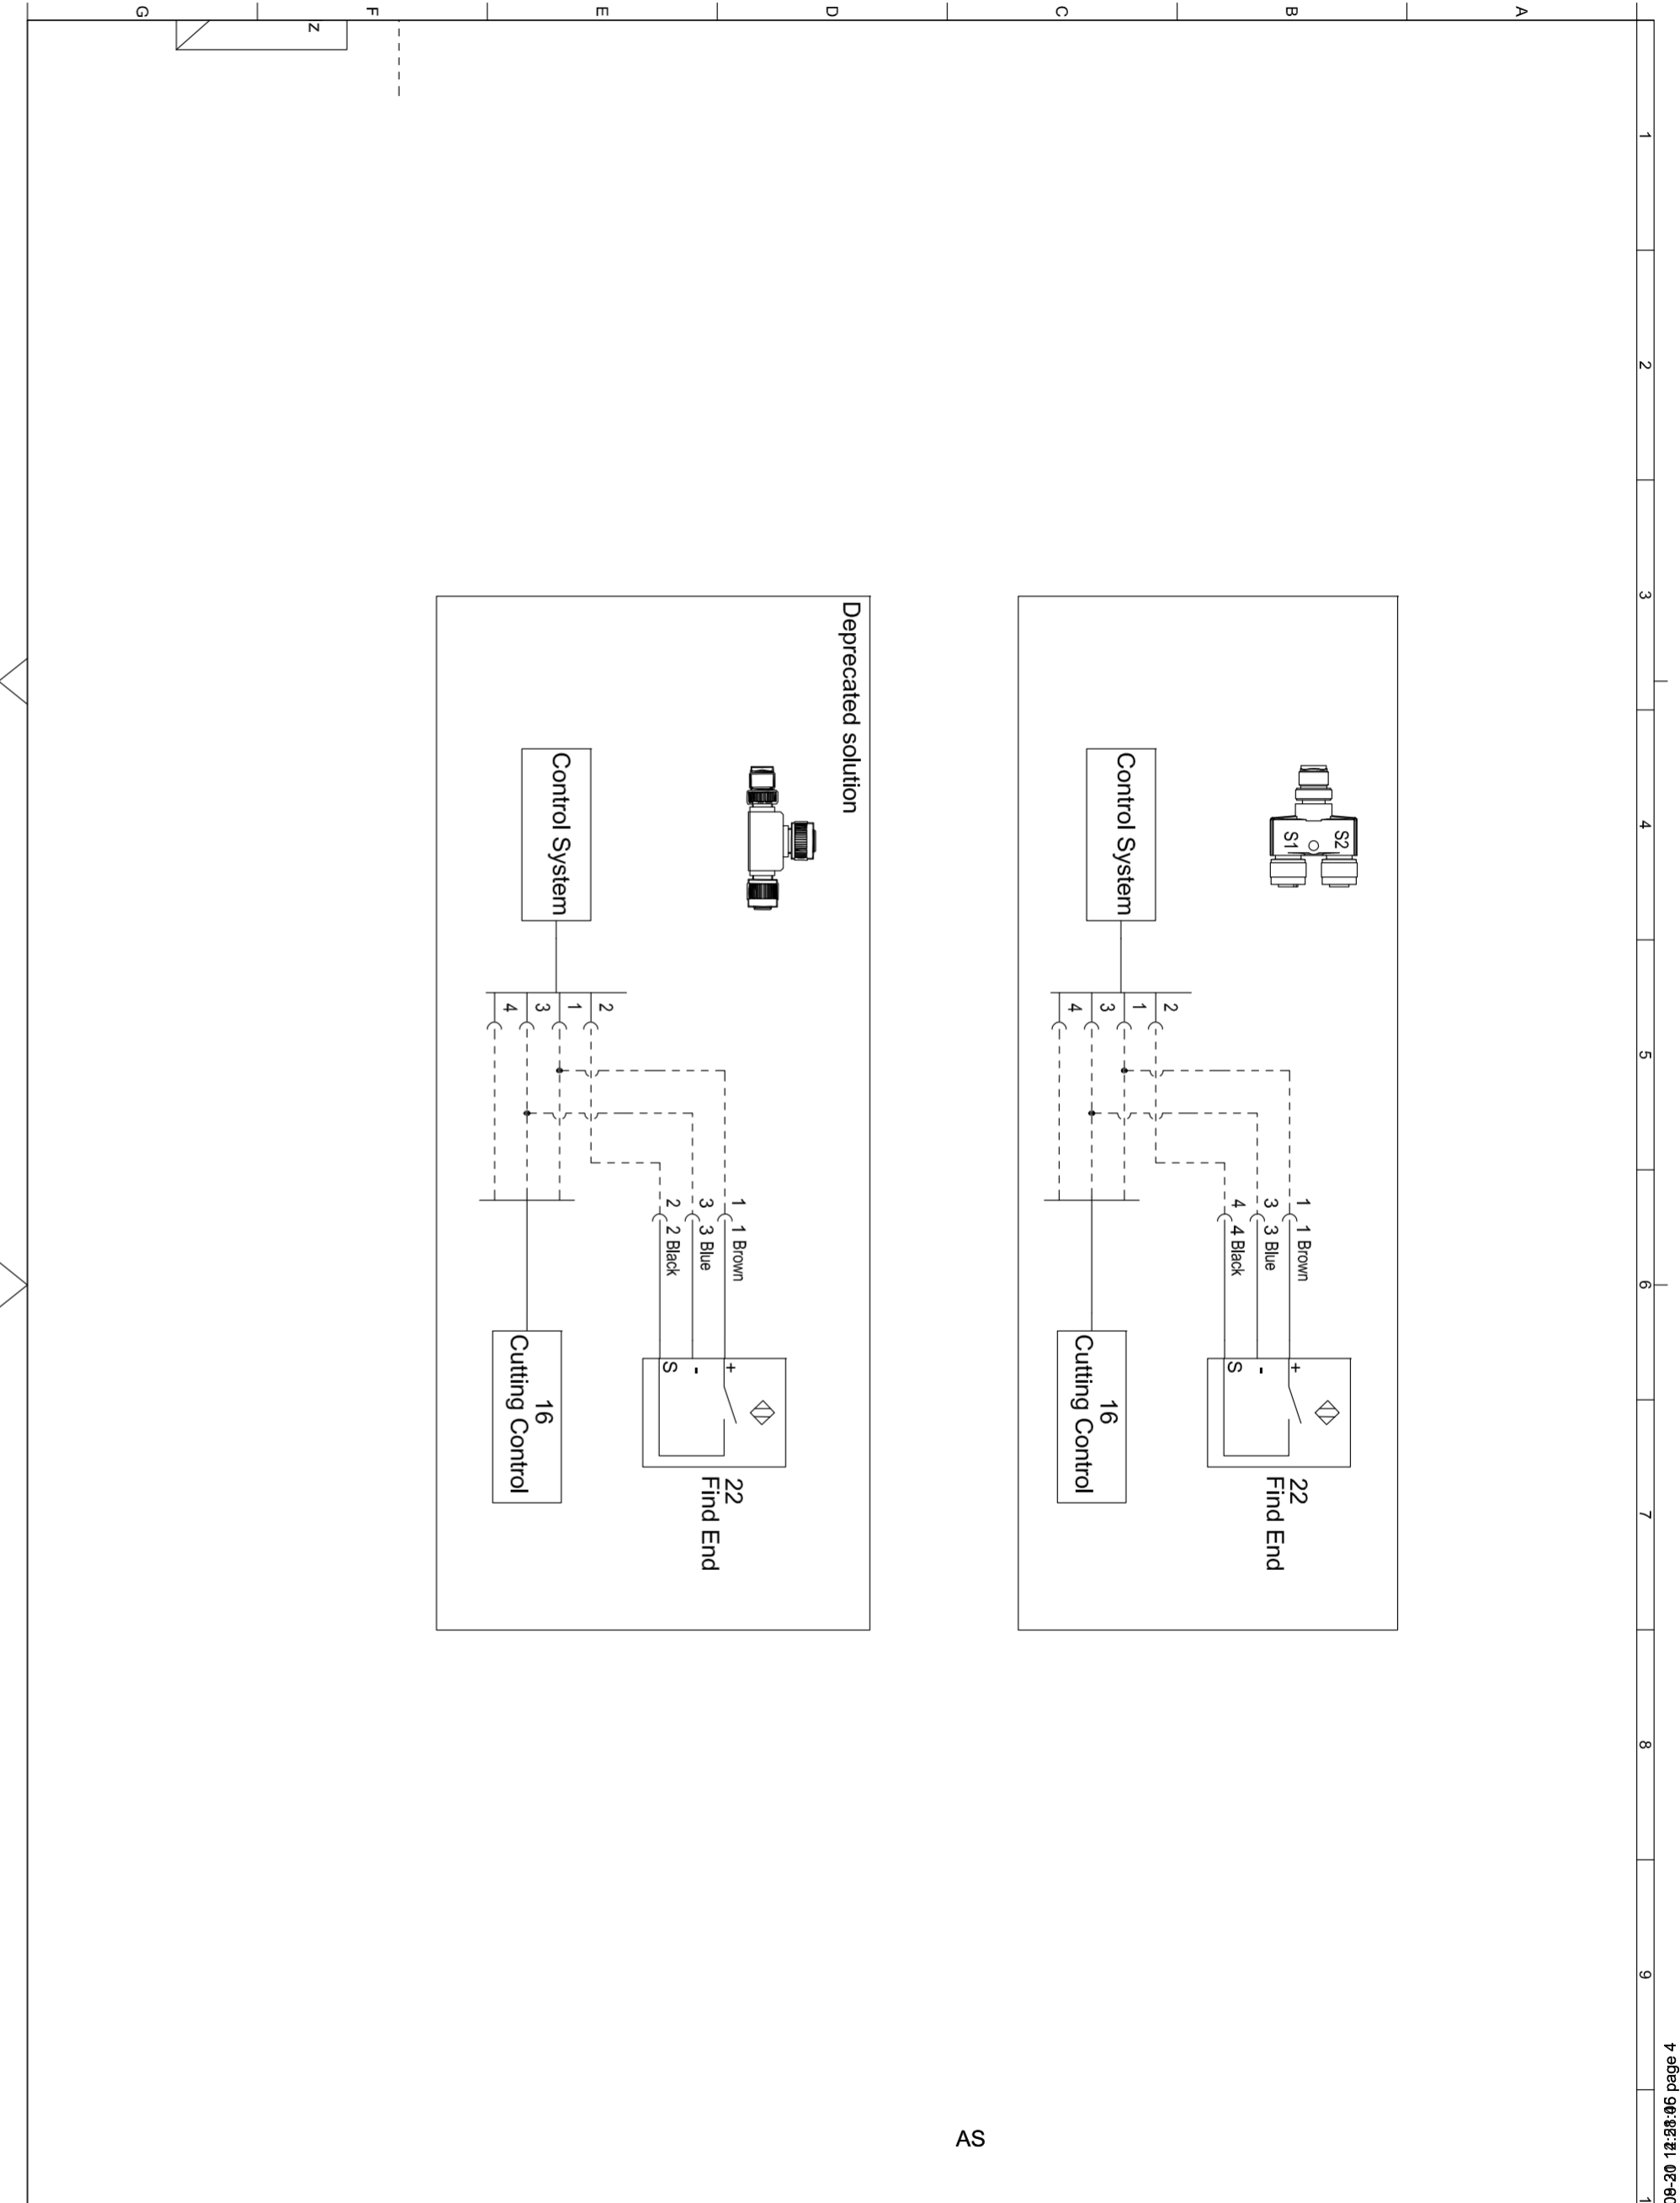 1
2
3
4
5
6
7
8
9
1
A
B
C
D
E
F
G
z
S2
S1
Control System
2
1
3
4
1
1 Brown
3
3 Blue
4
4 Black
+
-
S
22
Find End
16
Cutting Control
Deprecated solution
Control System
2
1
3
4
1
1 Brown
3
3 Blue
2
2 Black
+
-
S
22
Find End
16
Cutting Control
AS
page 4